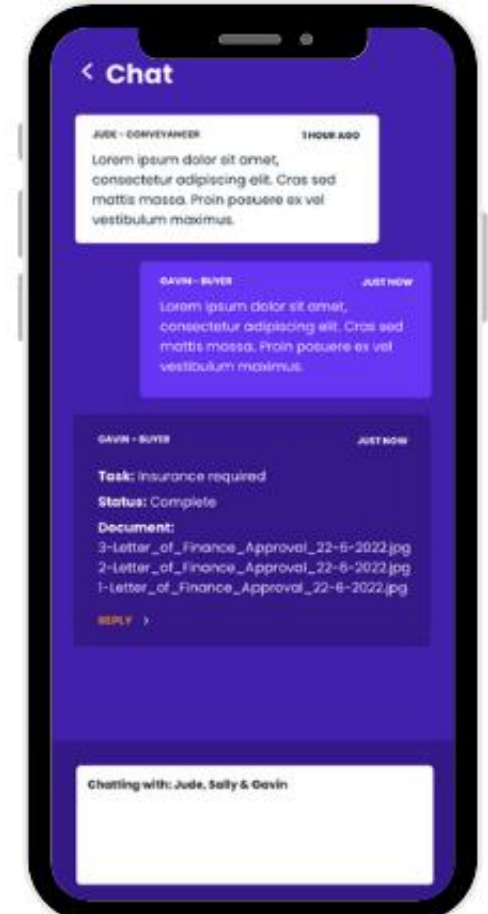 < Chat
JUDE - CONVEYANCER 1 HOUR AGO
Lorem ipsum dolor sit amet,
consectetur adipiscing elit. Cras sed
mattis massa. Proin posuere ex vel
vestibulum maximus.
GAVIN - BUYER JUST NOW
Lorem ipsum dolor sit amet,
consectetur adipiscing elit. Cras sed
mattis massa. Proin posuere ex vel
vestibulum maximus.
GAVIN - BUYER JUST NOW
Task: Insurance required
Status: Complete
Document:
3-Letter_of_Finance_Approval_22-6-2022.jpg
2-Letter_of_Finance_Approval_22-6-2022.jpg
1-Letter_of_Finance_Approval_22-6-2022.jpg
REPLY >
Chatting with: Jude, Sally & Gavin